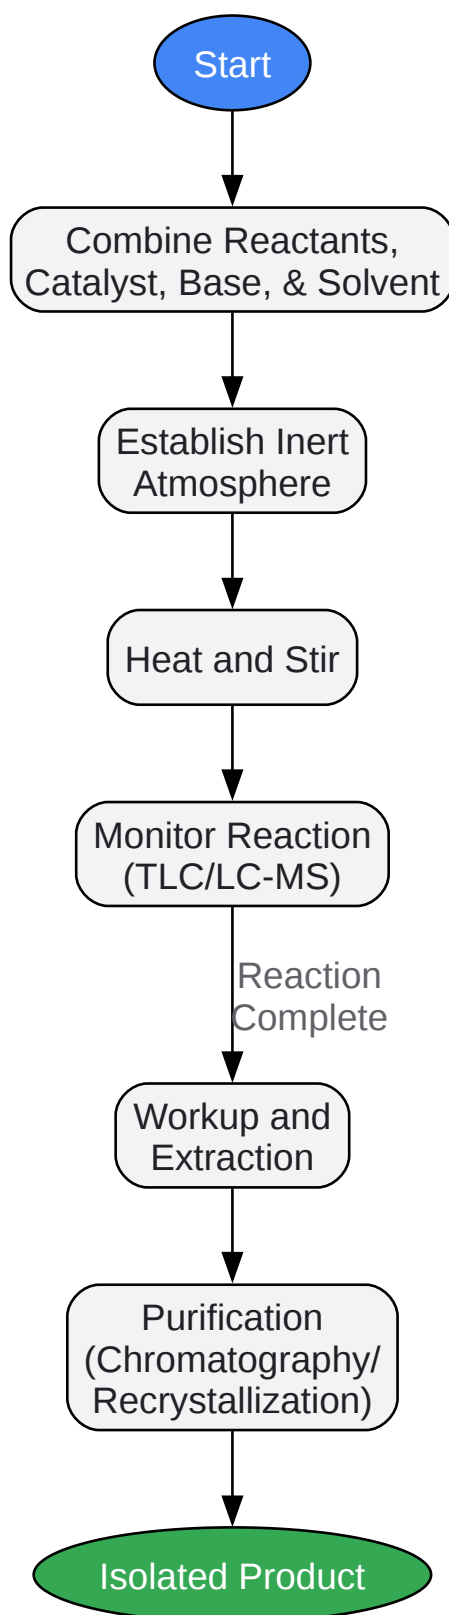 Start
Combine Reactants,
Catalyst, Base, & Solvent
Establish Inert
Atmosphere
Heat and Stir
Monitor Reaction
(TLC/LC-MS)
Reaction
Complete
Workup and
Extraction
Purification
(Chromatography/
Recrystallization)
Isolated Product